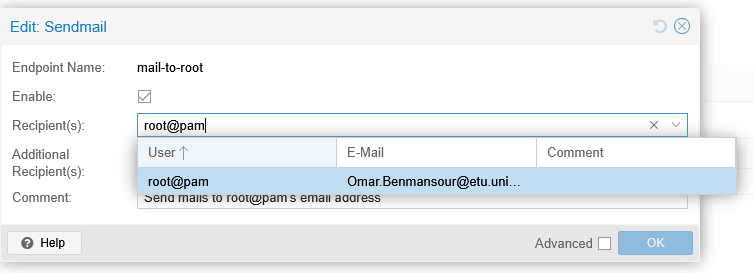 Edit: Sendmail
Endpoint Name: mail-to-root
Enable:
Recipient(s): root@pam
User E-Mail Comment
root@pam Omar.Benmansour@etu.uni...
Additional
Recipient(s):
Comment: Send mails to root@pam's email address
Help Advanced OK